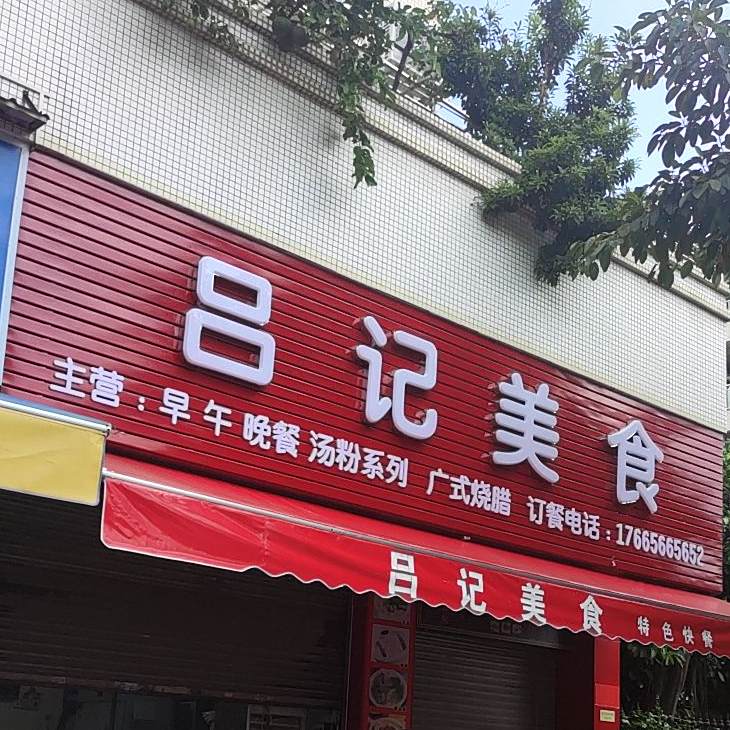 吕记美食
主营：早 午 晚餐 汤粉系列 广式烧腊 订餐电话：17665665652
吕记美食 特色快餐